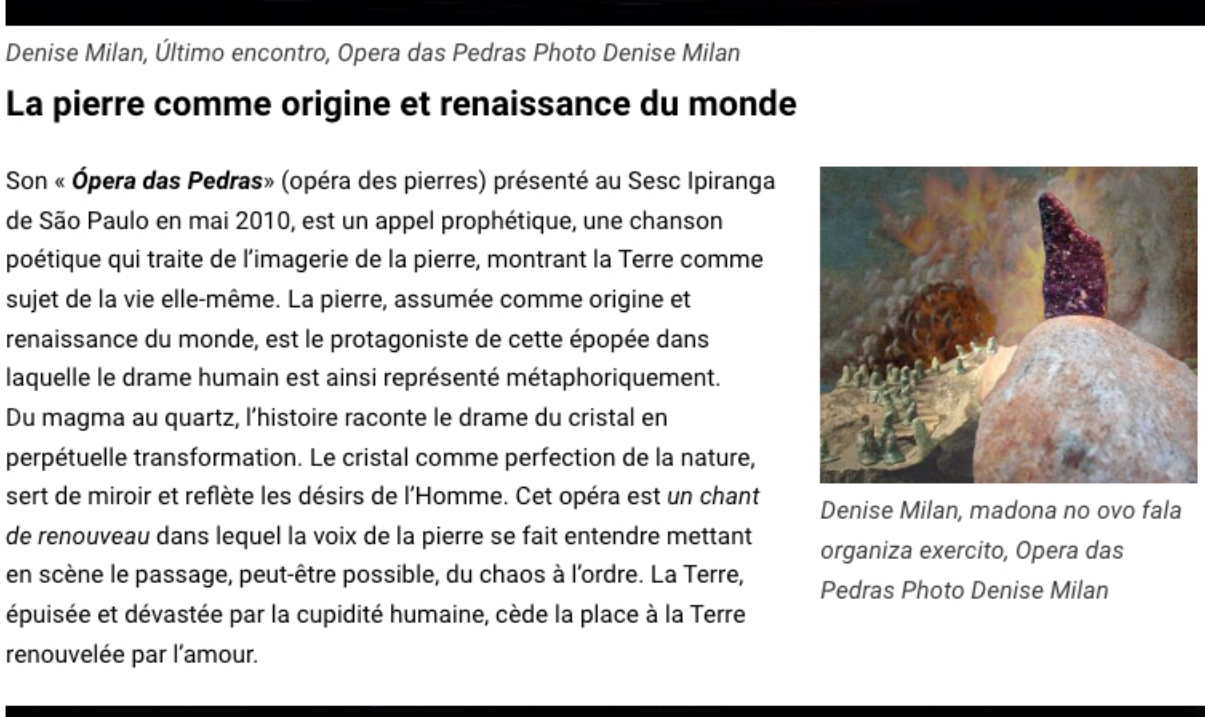 Denise Milan, Último encontro, Opera das Pedras Photo Denise Milan
La pierre comme origine et renaissance du monde
Son « Ópera das Pedras» (opéra des pierres) présenté au Sesc Ipiranga
de São Paulo en mai 2010, est un appel prophétique, une chanson
poétique qui traite de l’imagerie de la pierre, montrant la Terre comme
sujet de la vie elle-même. La pierre, assumée comme origine et
renaissance du monde, est le protagoniste de cette épopée dans
laquelle le drame humain est ainsi représenté métaphoriquement.
Du magma au quartz, l’histoire raconte le drame du cristal en
perpétuelle transformation. Le cristal comme perfection de la nature,
sert de miroir et reflète les désirs de l’Homme. Cet opéra est un chant
de renouveau dans lequel la voix de la pierre se fait entendre mettant
en scène le passage, peut-être possible, du chaos à l’ordre. La Terre,
épuisée et dévastée par la cupidité humaine, cède la place à la Terre
renouvelée par l’amour.
Denise Milan, madona no ovo fala
organiza exercito, Opera das
Pedras Photo Denise Milan